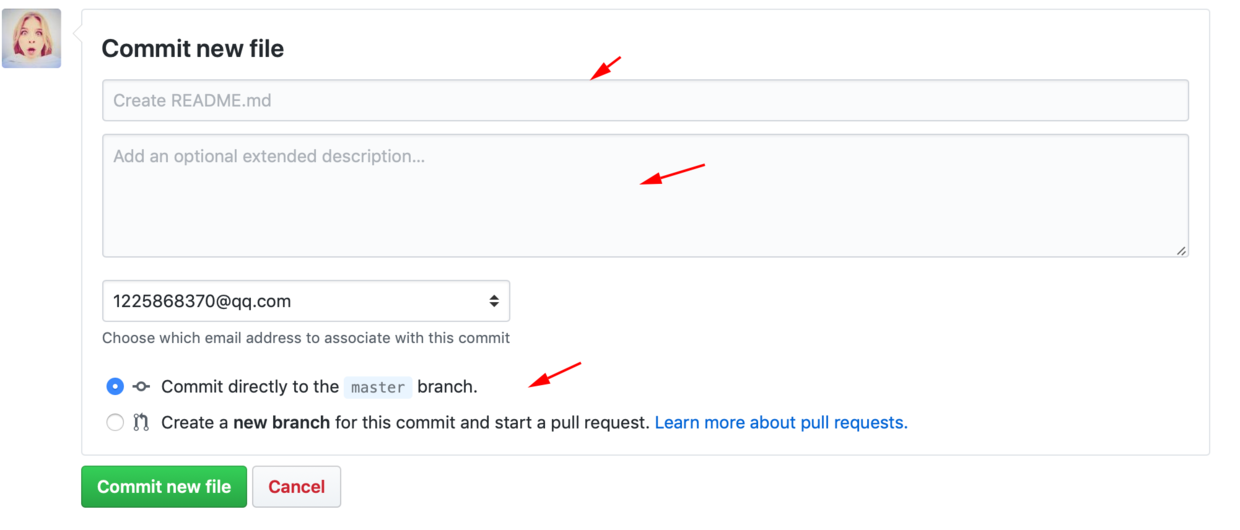 Commit new file
Create README.md
Add an optional extended description...
1225868370@qq.com
Choose which email address to associate with this commit
Commit directly to the master branch.
Create a new branch for this commit and start a pull request. Learn more about pull requests.
Commit new file Cancel